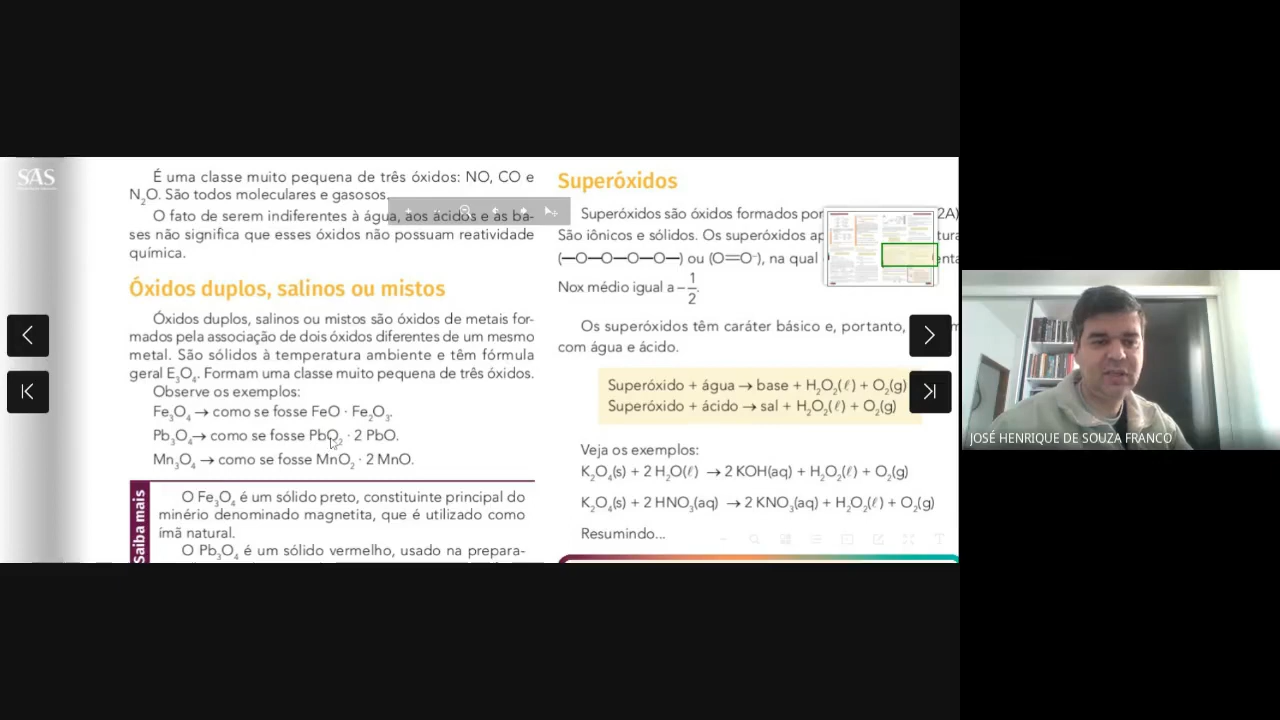 SAS
É uma classe muito pequena de três óxidos: NO, CO e
N₂O. São todos moleculares e gasosos.
O fato de serem indiferentes à água, aos ácidos e às ba-
ses não significa que esses óxidos não possuam reatividade
química.
Óxidos duplos, salinos ou mistos
Óxidos duplos, salinos ou mistos são óxidos de metais for-
mados pela associação de dois óxidos diferentes de um mesmo
metal. São sólidos à temperatura ambiente e têm fórmula
geral E₃O₄. Formam uma classe muito pequena de três óxidos.
Observe os exemplos:
Fe₃O₄ → como se fosse FeO · Fe₂O₃.
Pb₃O₄ → como se fosse PbO₂ · 2 PbO.
Mn₃O₄ → como se fosse MnO₂ · 2 MnO.
Saiba mais
O Fe₃O₄ é um sólido preto, constituinte principal do
minério denominado magnetita, que é utilizado como
ímã natural.
O Pb₃O₄ é um sólido vermelho, usado na prepara-
Superóxidos
Superóxidos são óxidos formados por 2A)
São iônicos e sólidos. Os superóxidos
(—O—O—O—O—) ou (O=O⁻), na qual
Nox médio igual a –1/2.
Os superóxidos têm caráter básico e, portanto,
com água e ácido.
Superóxido + água → base + H₂O₂(ℓ) + O₂(g)
Superóxido + ácido → sal + H₂O₂(ℓ) + O₂(g)
Veja os exemplos:
K₂O₄(s) + 2 H₂O(ℓ) → 2 KOH(aq) + H₂O₂(ℓ) + O₂(g)
K₂O₄(s) + 2 HNO₃(aq) → 2 KNO₃(aq) + H₂O₂(ℓ) + O₂(g)
Resumindo...
JOSÉ HENRIQUE DE SOUZA FRANCO